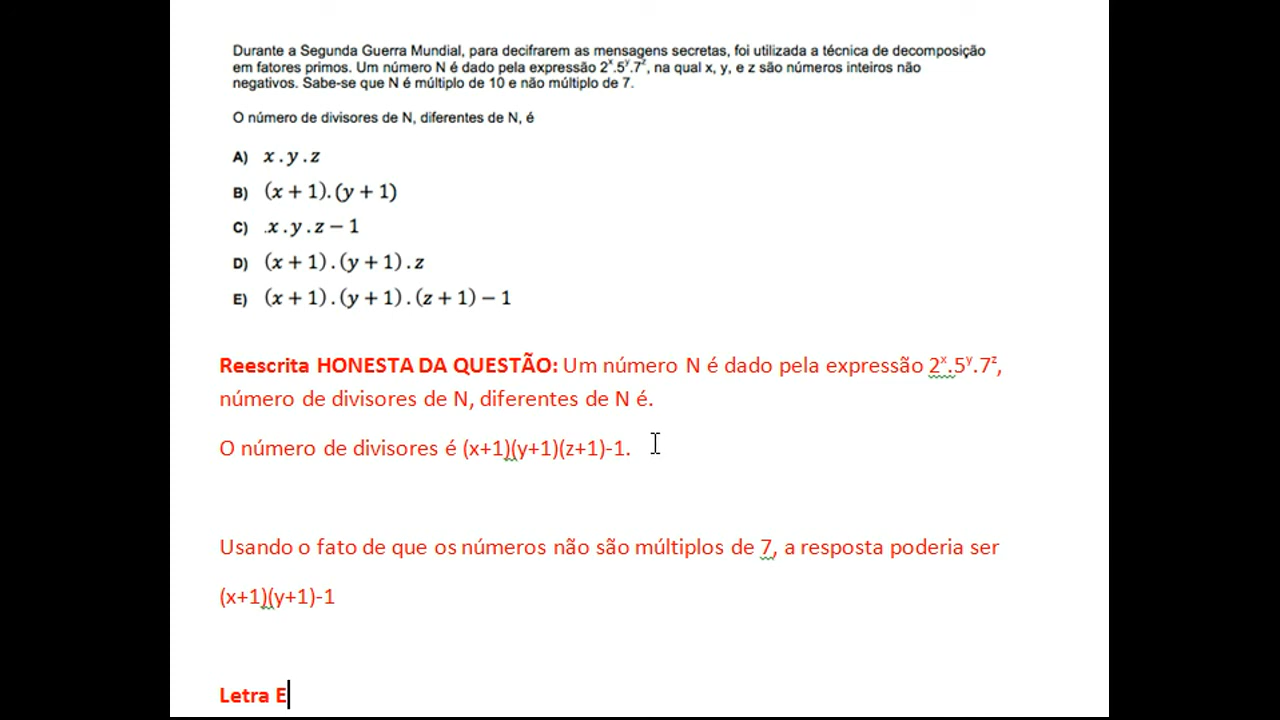 Durante a Segunda Guerra Mundial, para decifrarem as mensagens secretas, foi utilizada a técnica de decomposição
em fatores primos. Um número N é dado pela expressão 2ˣ.5ʸ.7ᶻ, na qual x, y, e z são números inteiros não
negativos. Sabe-se que N é múltiplo de 10 e não múltiplo de 7.
O número de divisores de N, diferentes de N, é
A) x . y . z
B) (x + 1). (y + 1)
C) .x . y . z − 1
D) (x + 1) . (y + 1) . z
E) (x + 1) . (y + 1) . (z + 1) − 1
Reescrita HONESTA DA QUESTÃO: Um número N é dado pela expressão 2ˣ.5ʸ.7ᶻ,
número de divisores de N, diferentes de N é.
O número de divisores é (x+1)(y+1)(z+1)-1.
Usando o fato de que os números não são múltiplos de 7, a resposta poderia ser
(x+1)(y+1)-1
Letra E